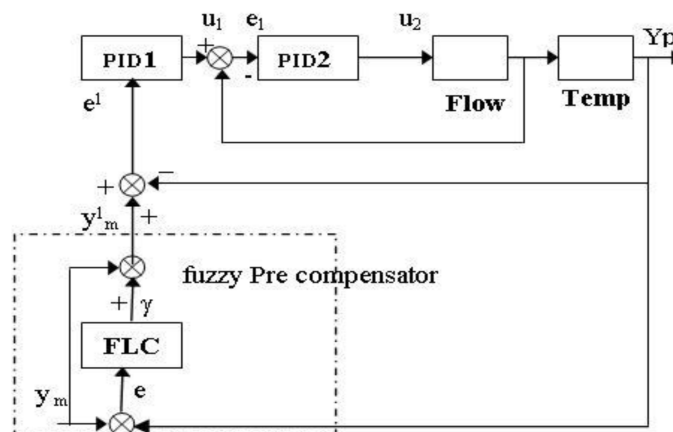 u₁ e₁ u₂ Yp
+
PID1 PID2
-
Flow Temp
e¹
−
+
y¹ₘ +
fuzzy Pre compensator
+ γ
FLC
yₘ e